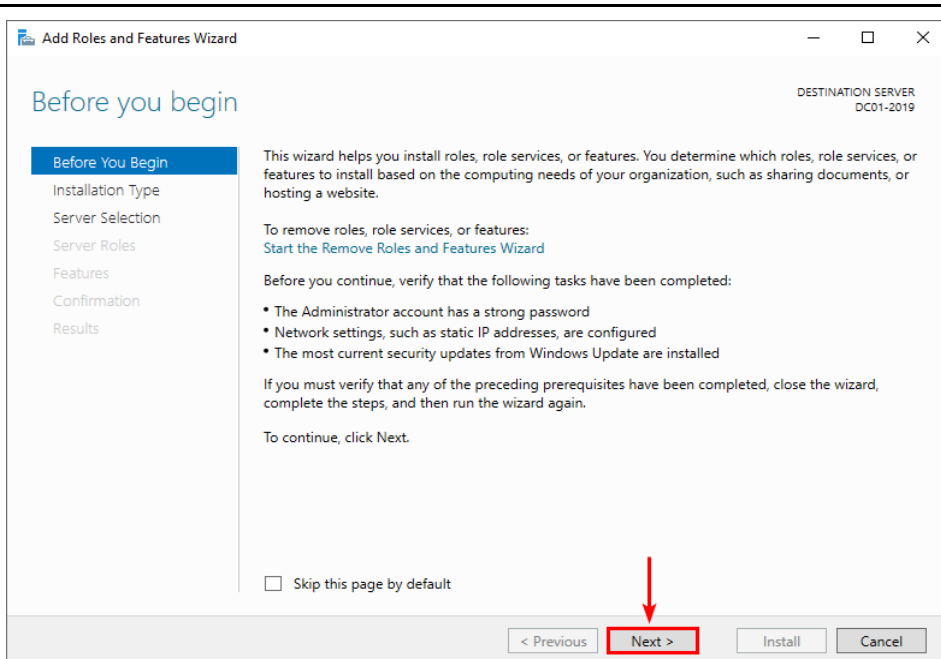 Add Roles and Features Wizard
Before you begin
DESTINATION SERVER
DC01-2019
Before You Begin
Installation Type
Server Selection
Server Roles
Features
Confirmation
Results
This wizard helps you install roles, role services, or features. You determine which roles, role services, or
features to install based on the computing needs of your organization, such as sharing documents, or
hosting a website.
To remove roles, role services, or features:
Start the Remove Roles and Features Wizard
Before you continue, verify that the following tasks have been completed:
• The Administrator account has a strong password
• Network settings, such as static IP addresses, are configured
• The most current security updates from Windows Update are installed
If you must verify that any of the preceding prerequisites have been completed, close the wizard,
complete the steps, and then run the wizard again.
To continue, click Next.
Skip this page by default
< Previous
Next >
Install
Cancel